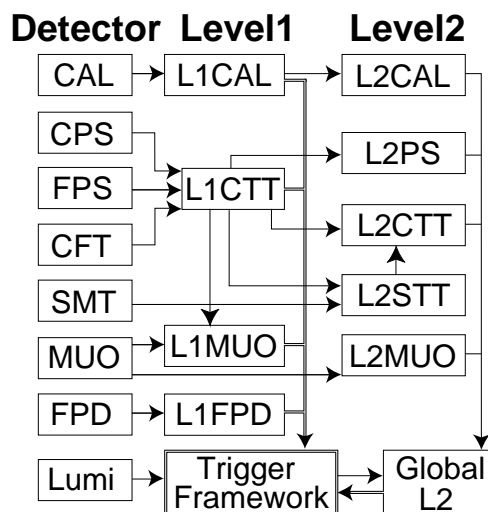 Detector Level1 Level2
CAL L1CAL L2CAL
CPS
L2PS
FPS L1CTT
CFT L2CTT
SMT L2STT
MUO L1MUO L2MUO
FPD L1FPD
Lumi Trigger Global
Framework L2